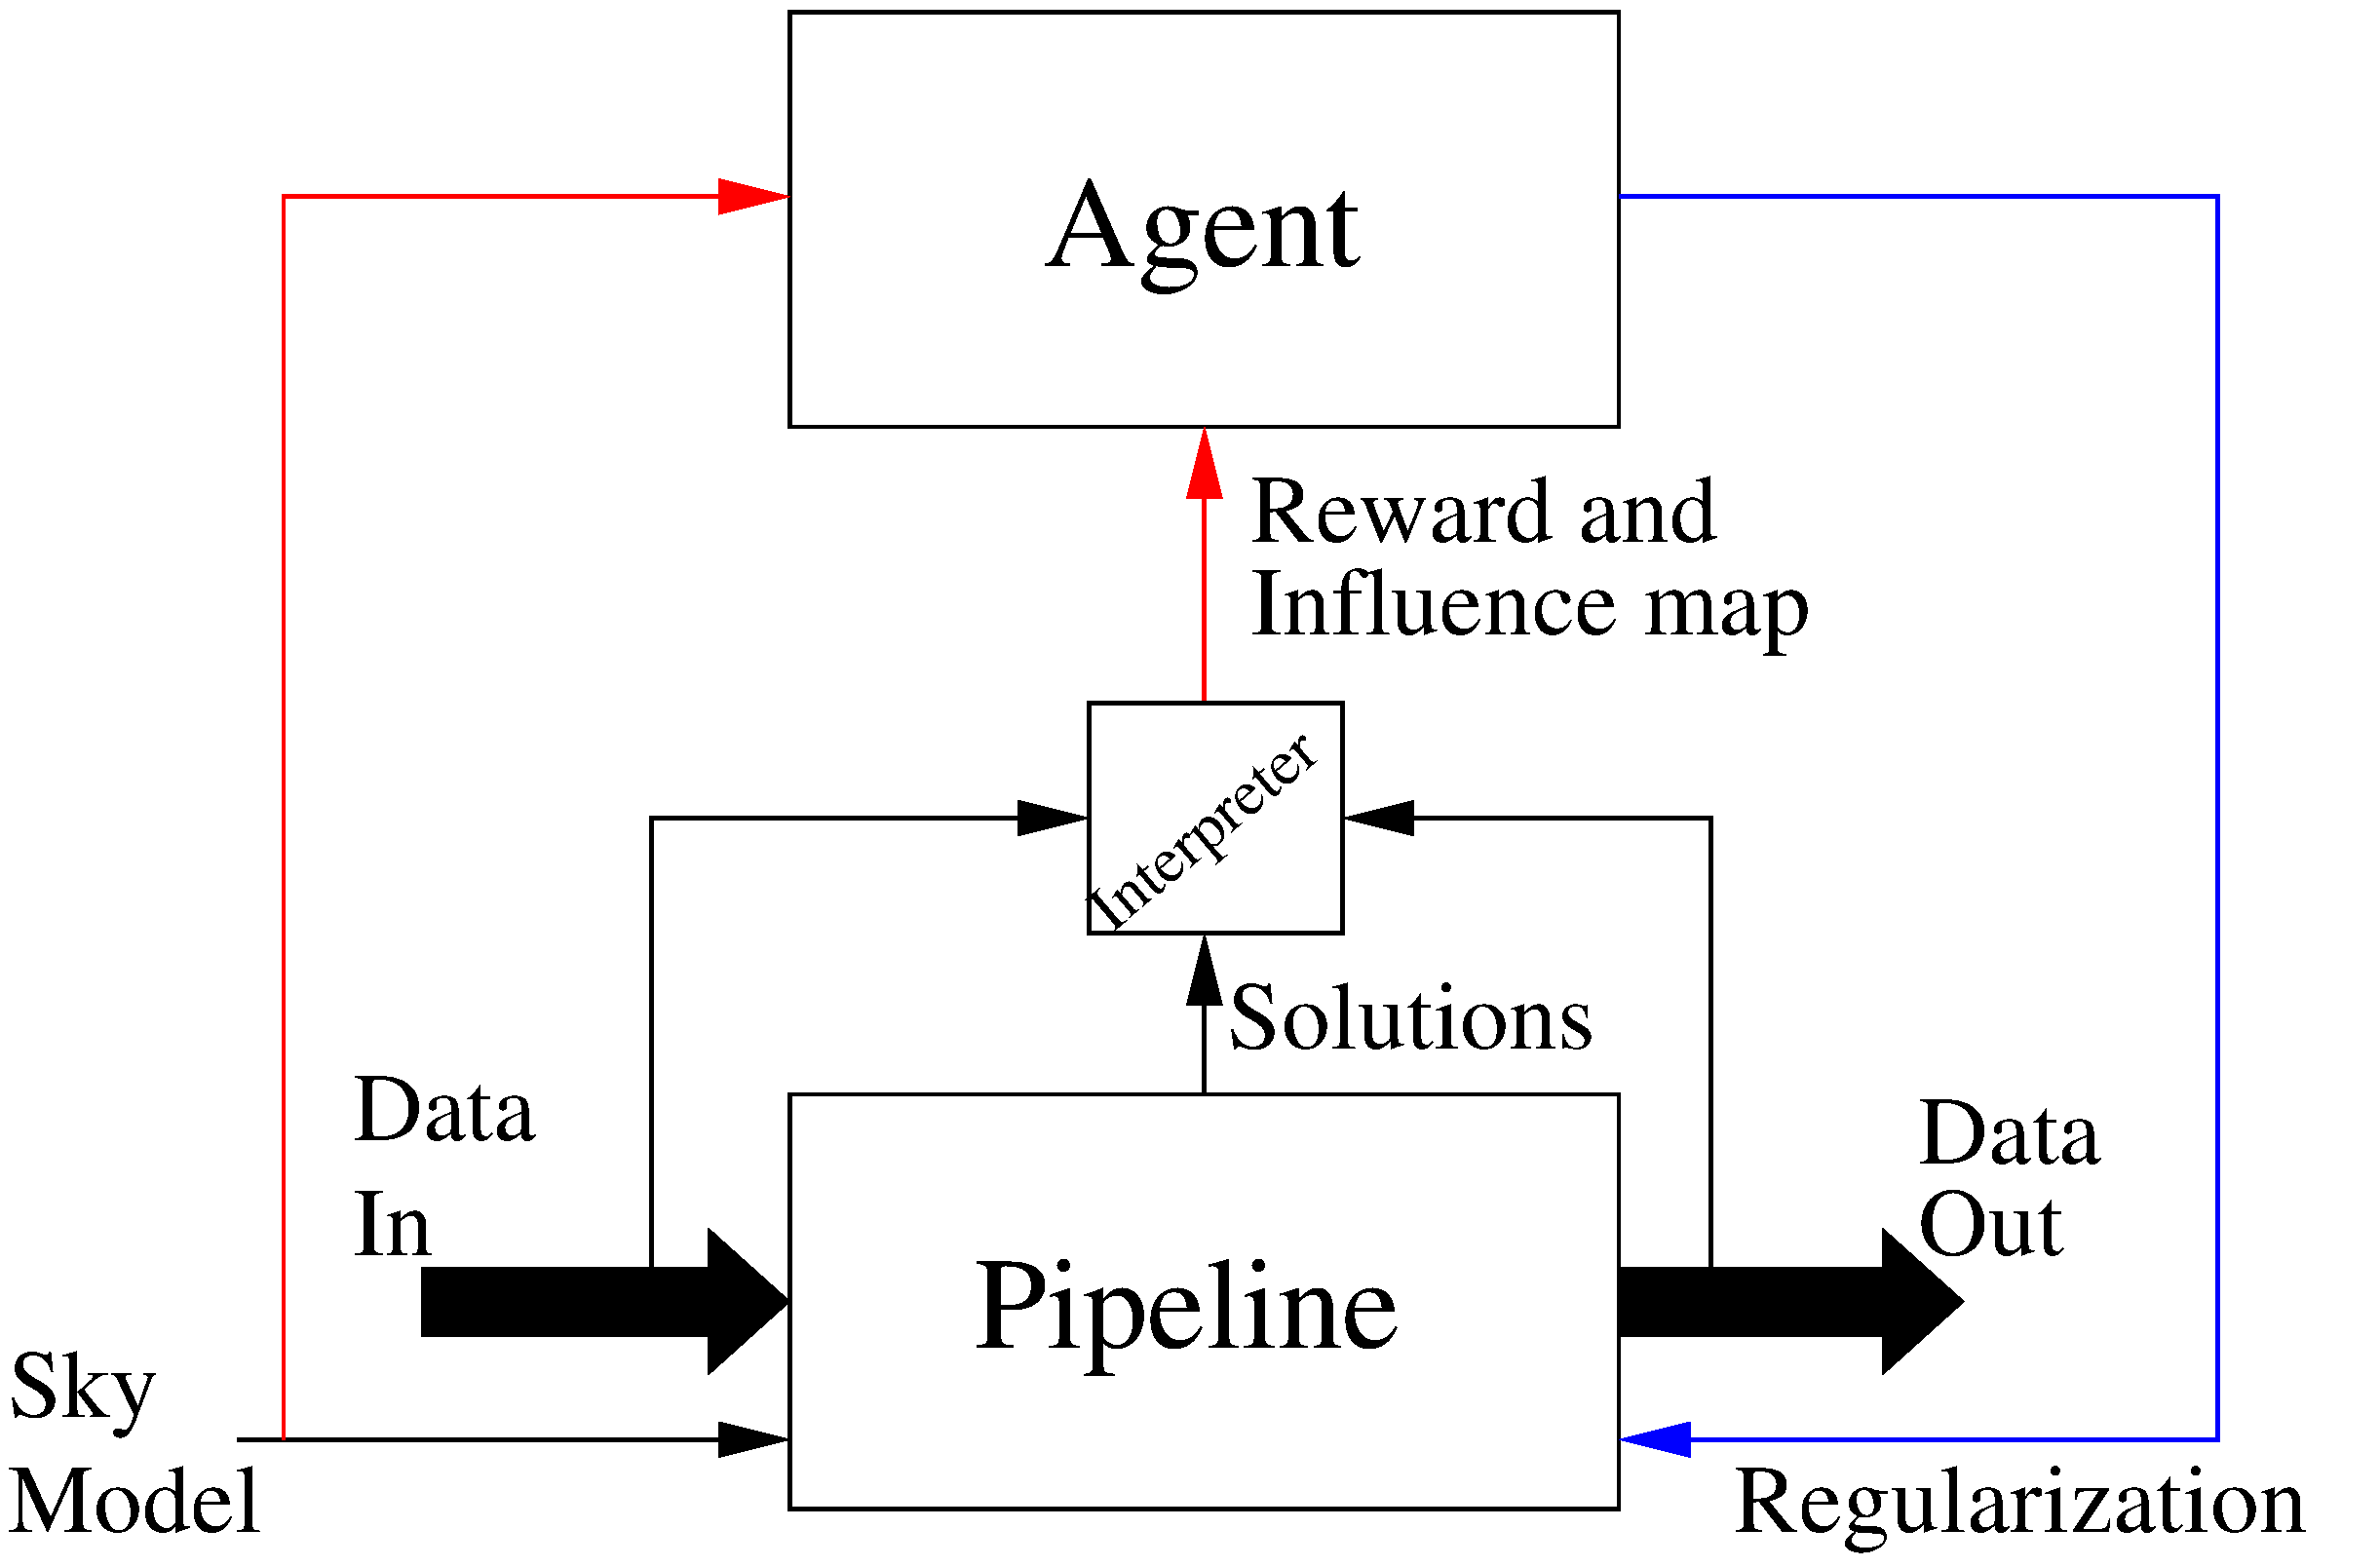 Agent
Reward and
Influence map
Interpreter
Solutions
Data
In
Data
Out
Pipeline
Sky
Model
Regularization